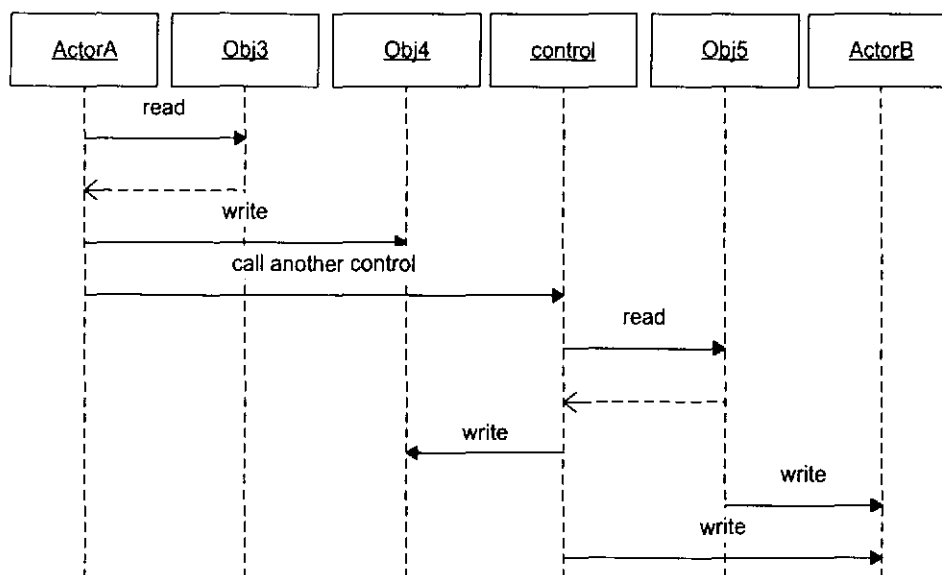 ActorA
Obj3
Obj4
control
Obj5
ActorB
read
write
call another control
read
write
write
write